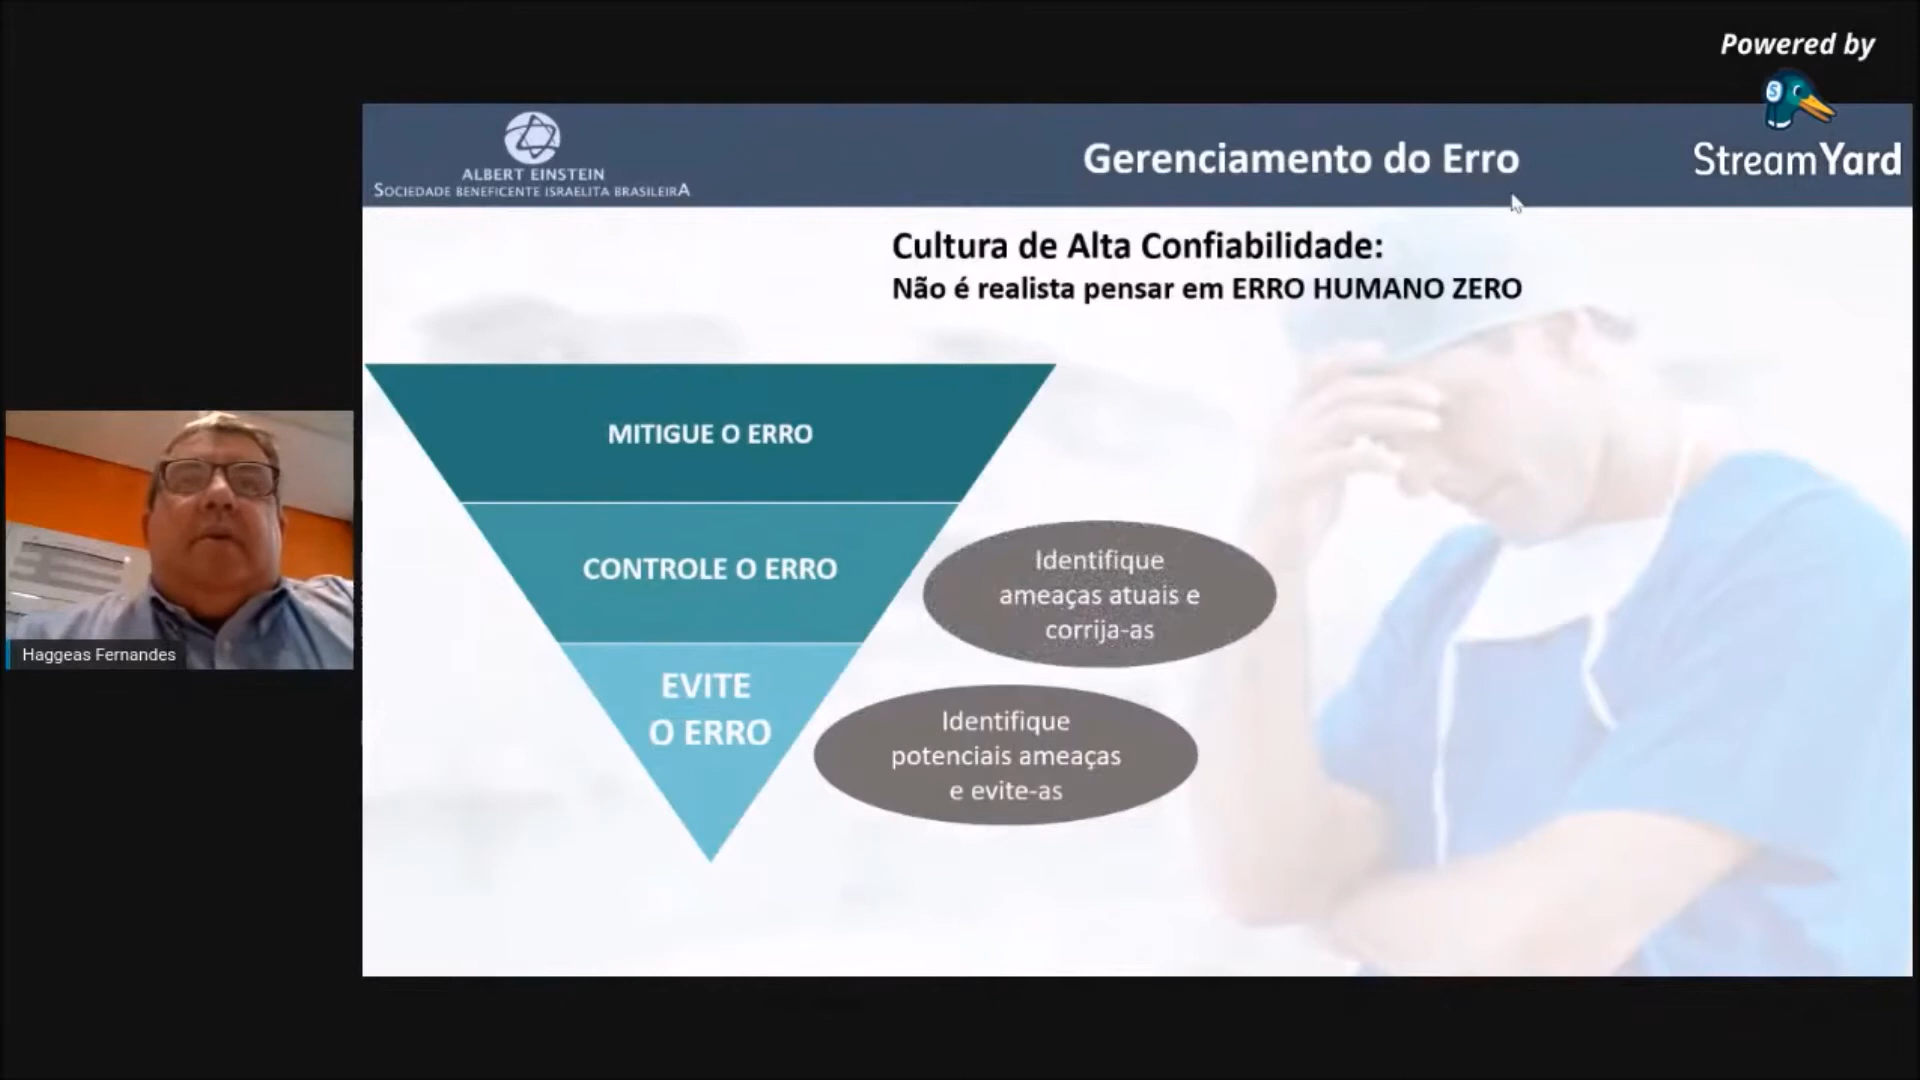 Powered by
StreamYard
ALBERT EINSTEIN
SOCIEDADE BENEFICENTE ISRAELITA BRASILEIRA
Gerenciamento do Erro
Cultura de Alta Confiabilidade:
Não é realista pensar em ERRO HUMANO ZERO
MITIGUE O ERRO
CONTROLE O ERRO
Identifique
ameaças atuais e
corrija-as
EVITE
O ERRO
Identifique
potenciais ameaças
e evite-as
Haggeas Fernandes